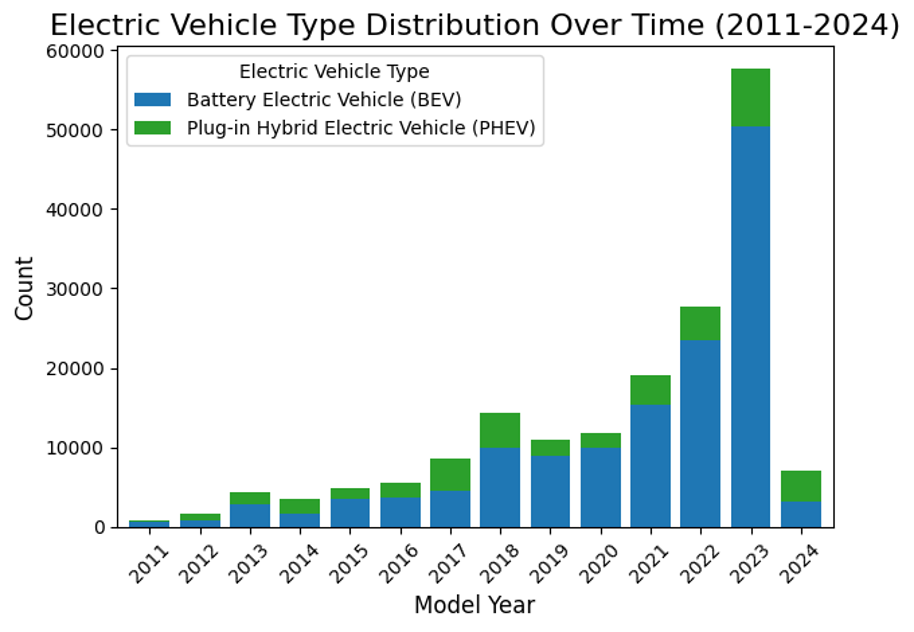 Electric Vehicle Type Distribution Over Time (2011-2024)
60000
50000
40000
30000
20000
10000
0
Count
Electric Vehicle Type
Battery Electric Vehicle (BEV)
Plug-in Hybrid Electric Vehicle (PHEV)
2011 2012 2013 2014 2015 2016 2017 2018 2019 2020 2021 2022 2023 2024
Model Year